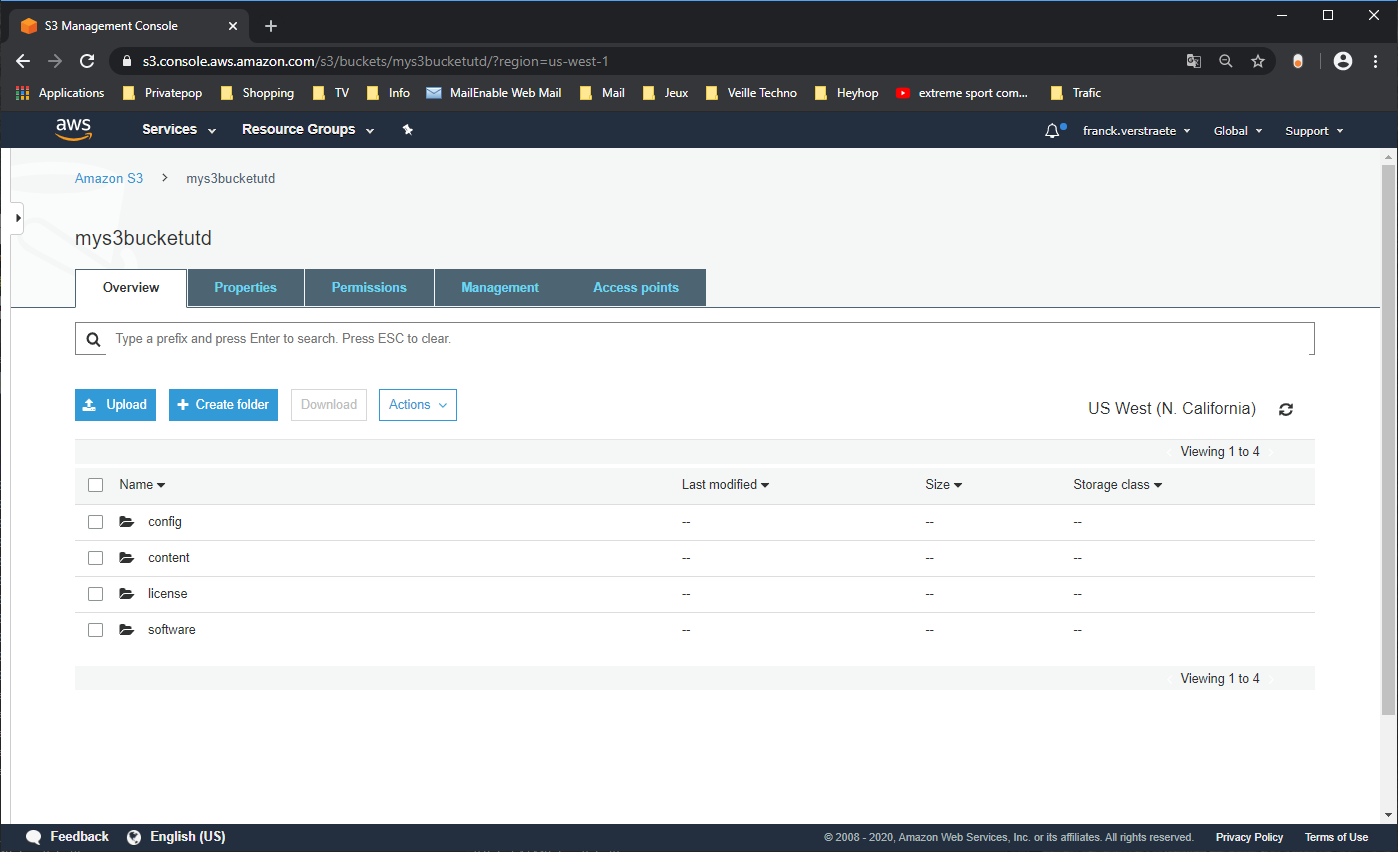 S3 Management Console
s3.console.aws.amazon.com/s3/buckets/mys3bucketutd/?region=us-west-1
Applications Privatepop Shopping TV Info MailEnable Web Mail Mail Jeux Veille Techno Heyhop extreme sport com... Trafic
aws Services Resource Groups franck.verstraete Global Support
Amazon S3 > mys3bucketutd
mys3bucketutd
Overview Properties Permissions Management Access points
Type a prefix and press Enter to search. Press ESC to clear.
Upload Create folder Download Actions US West (N. California)
Viewing 1 to 4
Name Last modified Size Storage class
config -- -- --
content -- -- --
license -- -- --
software -- -- --
Viewing 1 to 4
Feedback English (US) © 2008 - 2020, Amazon Web Services, Inc. or its affiliates. All rights reserved. Privacy Policy Terms of Use